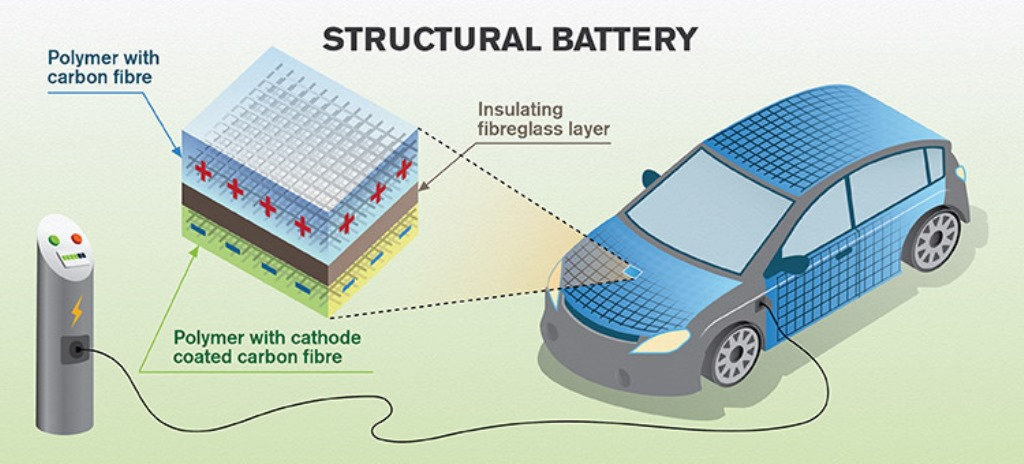 STRUCTURAL BATTERY
Polymer with
carbon fibre
Insulating
fibreglass layer
Polymer with cathode
coated carbon fibre